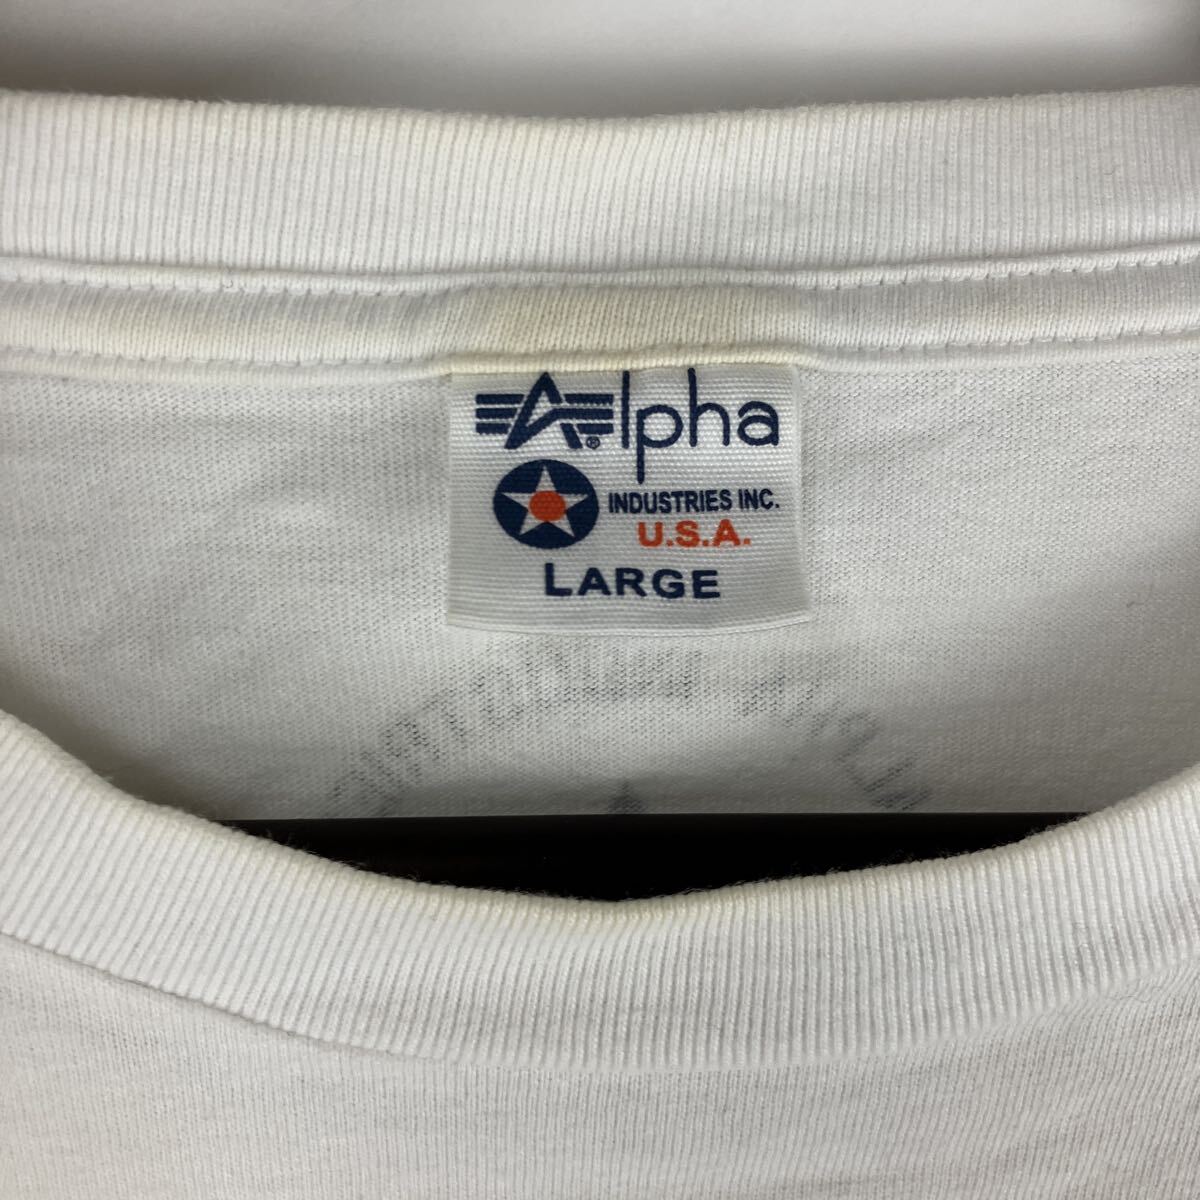 Alpha
INDUSTRIES INC.
U.S.A.
LARGE